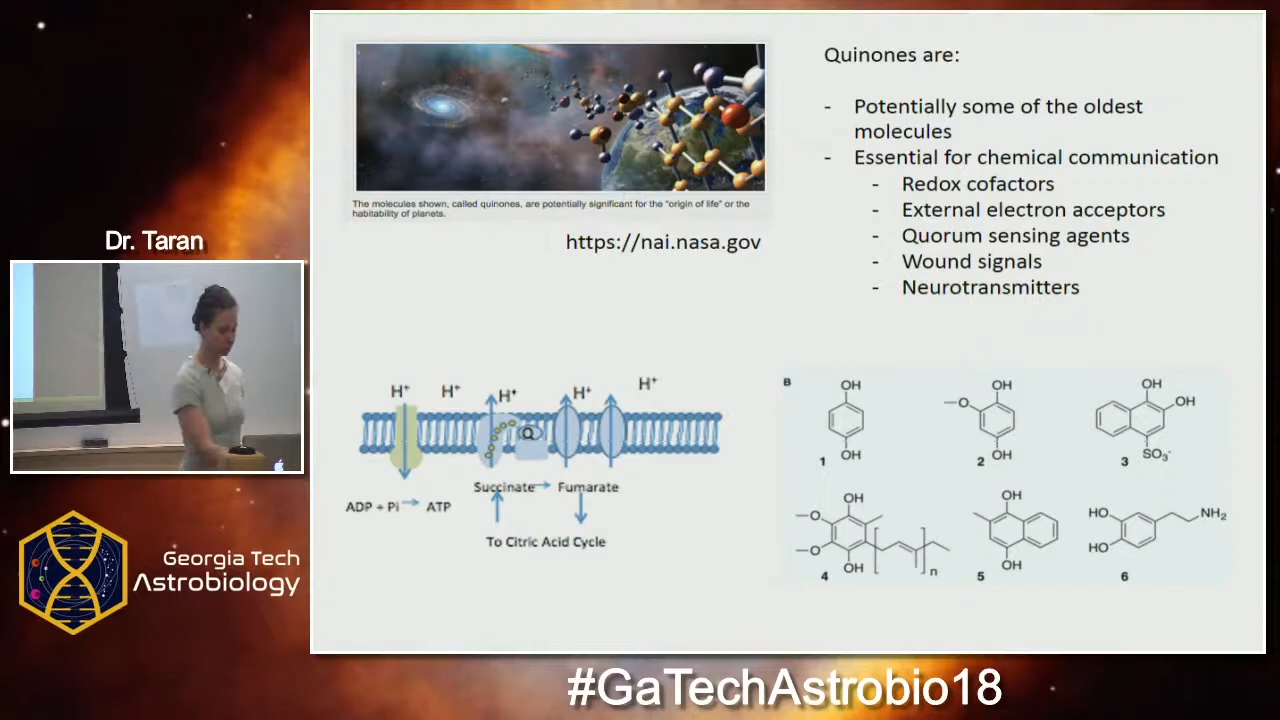 Quinones are:
- Potentially some of the oldest
molecules
- Essential for chemical communication
- Redox cofactors
- External electron acceptors
- Quorum sensing agents
- Wound signals
- Neurotransmitters
The molecules shown, called quinones, are potentially significant for the "origin of life" or the
habitability of planets.
https://nai.nasa.gov
Dr. Taran
H+ H+ H+ H+ H+
Q
Succinate Fumarate
ADP + Pi ATP
To Citric Acid Cycle
B
OH OH OH
O OH
OH OH SO3-
1 2 3
OH OH
O HO NH2
O HO
OH OH
n
4 5 6
Georgia Tech
Astrobiology
#GaTechAstrobio18